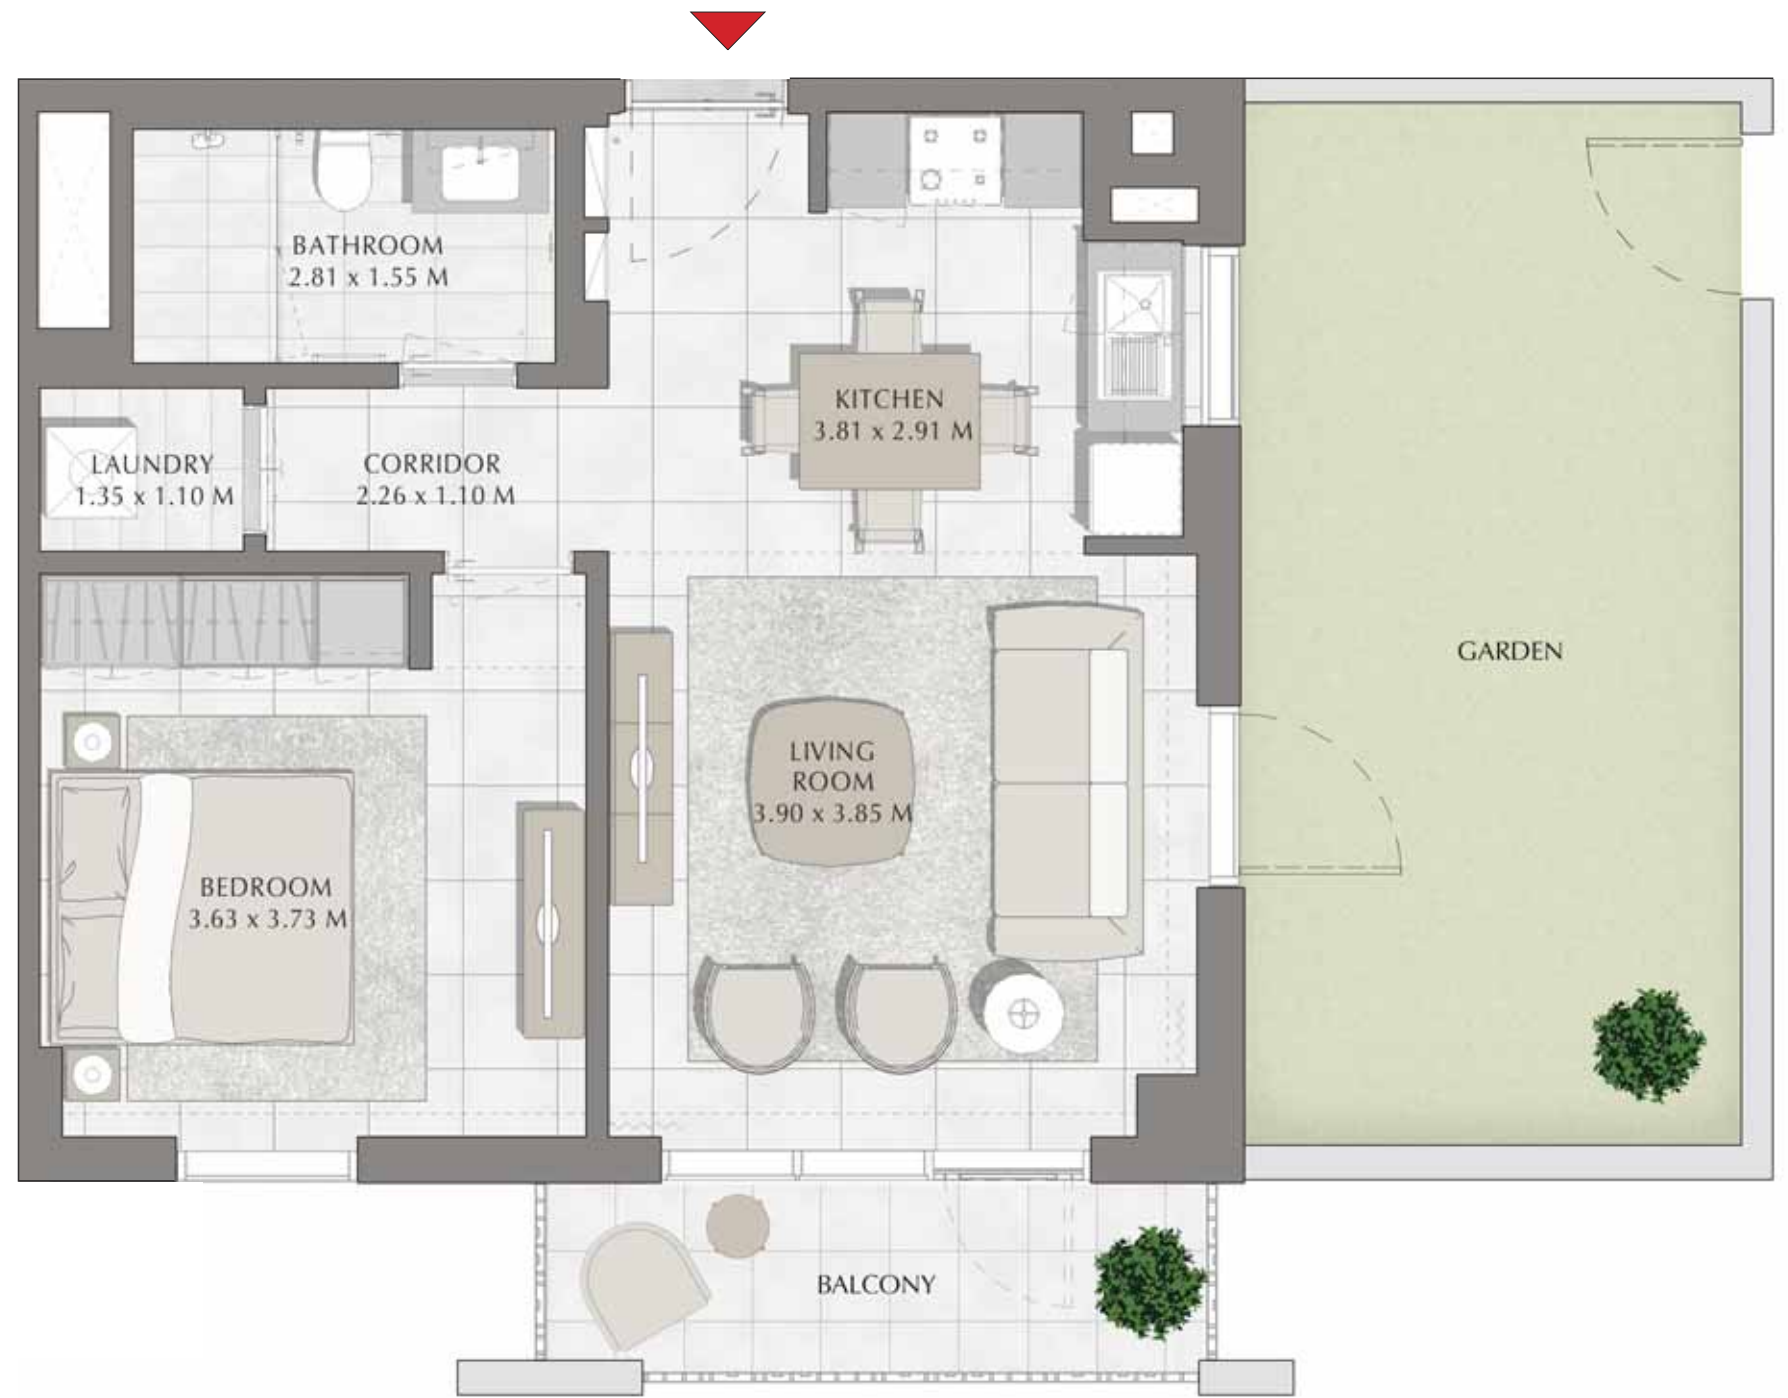 BATHROOM
2.81 x 1.55 M
KITCHEN
3.81 x 2.91 M
LAUNDRY
1.35 x 1.10 M
CORRIDOR
2.26 x 1.10 M
GARDEN
LIVING
ROOM
3.90 x 3.85 M
BEDROOM
3.63 x 3.73 M
BALCONY